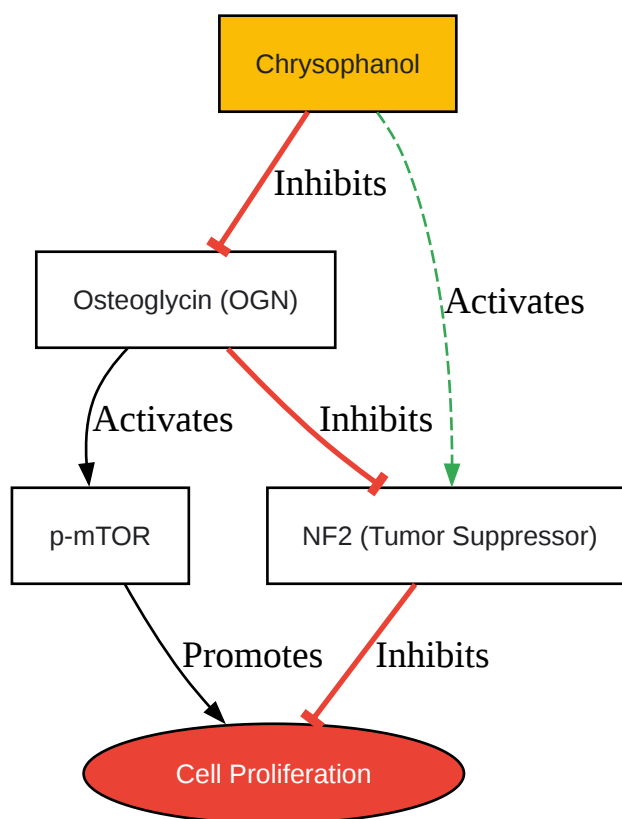 Chrysophanol
Inhibits
Osteoglycin (OGN)
Activates
Activates
Inhibits
p-mTOR
NF2 (Tumor Suppressor)
Promotes
Inhibits
Cell Proliferation